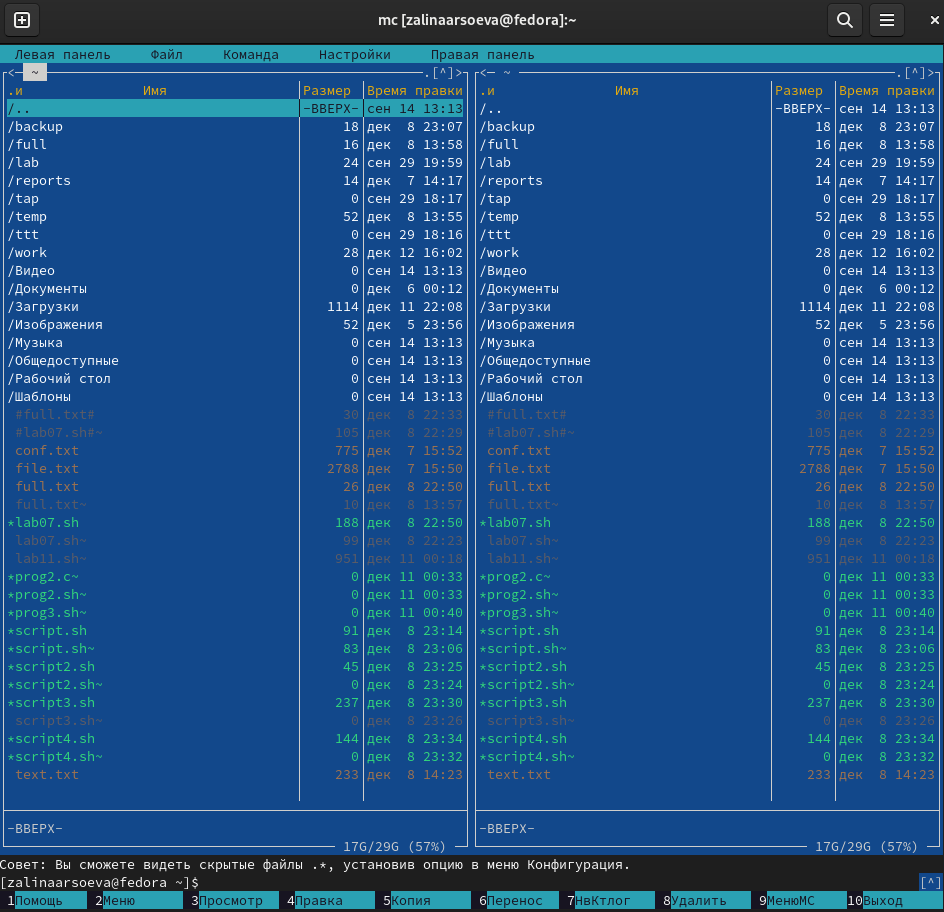 mc [zalinaarsoeva@fedora]:~
Левая панель Файл Команда Настройки Правая панель
<─ ~ .[^]> <─ ~ .[^]>
.и Имя Размер Время правки .и Имя Размер Время правки
/.. -ВВЕРХ- сен 14 13:13 /.. -ВВЕРХ- сен 14 13:13
/backup 18 дек 8 23:07 /backup 18 дек 8 23:07
/full 16 дек 8 13:58 /full 16 дек 8 13:58
/lab 24 сен 29 19:59 /lab 24 сен 29 19:59
/reports 14 дек 7 14:17 /reports 14 дек 7 14:17
/tap 0 сен 29 18:17 /tap 0 сен 29 18:17
/temp 52 дек 8 13:55 /temp 52 дек 8 13:55
/ttt 0 сен 29 18:16 /ttt 0 сен 29 18:16
/work 28 дек 12 16:02 /work 28 дек 12 16:02
/Видео 0 сен 14 13:13 /Видео 0 сен 14 13:13
/Документы 0 дек 6 00:12 /Документы 0 дек 6 00:12
/Загрузки 1114 дек 11 22:08 /Загрузки 1114 дек 11 22:08
/Изображения 52 дек 5 23:56 /Изображения 52 дек 5 23:56
/Музыка 0 сен 14 13:13 /Музыка 0 сен 14 13:13
/Общедоступные 0 сен 14 13:13 /Общедоступные 0 сен 14 13:13
/Рабочий стол 0 сен 14 13:13 /Рабочий стол 0 сен 14 13:13
/Шаблоны 0 сен 14 13:13 /Шаблоны 0 сен 14 13:13
#full.txt# 30 дек 8 22:33 #full.txt# 30 дек 8 22:33
#lab07.sh#~ 105 дек 8 22:29 #lab07.sh#~ 105 дек 8 22:29
conf.txt 775 дек 7 15:52 conf.txt 775 дек 7 15:52
file.txt 2788 дек 7 15:50 file.txt 2788 дек 7 15:50
full.txt 26 дек 8 22:50 full.txt 26 дек 8 22:50
full.txt~ 10 дек 8 13:57 full.txt~ 10 дек 8 13:57
*lab07.sh 188 дек 8 22:50 *lab07.sh 188 дек 8 22:50
lab07.sh~ 99 дек 8 22:23 lab07.sh~ 99 дек 8 22:23
lab11.sh~ 951 дек 11 00:18 lab11.sh~ 951 дек 11 00:18
*prog2.c~ 0 дек 11 00:33 *prog2.c~ 0 дек 11 00:33
*prog2.sh~ 0 дек 11 00:33 *prog2.sh~ 0 дек 11 00:33
*prog3.sh~ 0 дек 11 00:40 *prog3.sh~ 0 дек 11 00:40
*script.sh 91 дек 8 23:14 *script.sh 91 дек 8 23:14
*script.sh~ 83 дек 8 23:06 *script.sh~ 83 дек 8 23:06
*script2.sh 45 дек 8 23:25 *script2.sh 45 дек 8 23:25
*script2.sh~ 0 дек 8 23:24 *script2.sh~ 0 дек 8 23:24
*script3.sh 237 дек 8 23:30 *script3.sh 237 дек 8 23:30
script3.sh~ 0 дек 8 23:26 script3.sh~ 0 дек 8 23:26
*script4.sh 144 дек 8 23:34 *script4.sh 144 дек 8 23:34
*script4.sh~ 0 дек 8 23:32 *script4.sh~ 0 дек 8 23:32
text.txt 233 дек 8 14:23 text.txt 233 дек 8 14:23
-ВВЕРХ- -ВВЕРХ-
17G/29G (57%) 17G/29G (57%)
Совет: Вы сможете видеть скрытые файлы .*, установив опцию в меню Конфигурация.
[zalinaarsoeva@fedora ~]$ [^]
1Помощь 2Меню 3Просмотр 4Правка 5Копия 6Перенос 7НвКтлог 8Удалить 9МенюМС 10Выход